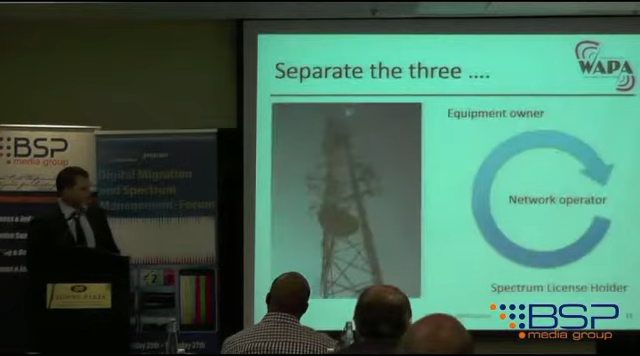 Separate the three ....
WAPA
Equipment owner
Network operator
Spectrum License Holder
BSP
media group
Digital Migration
and Spectrum
Management Forum
BSP
media group